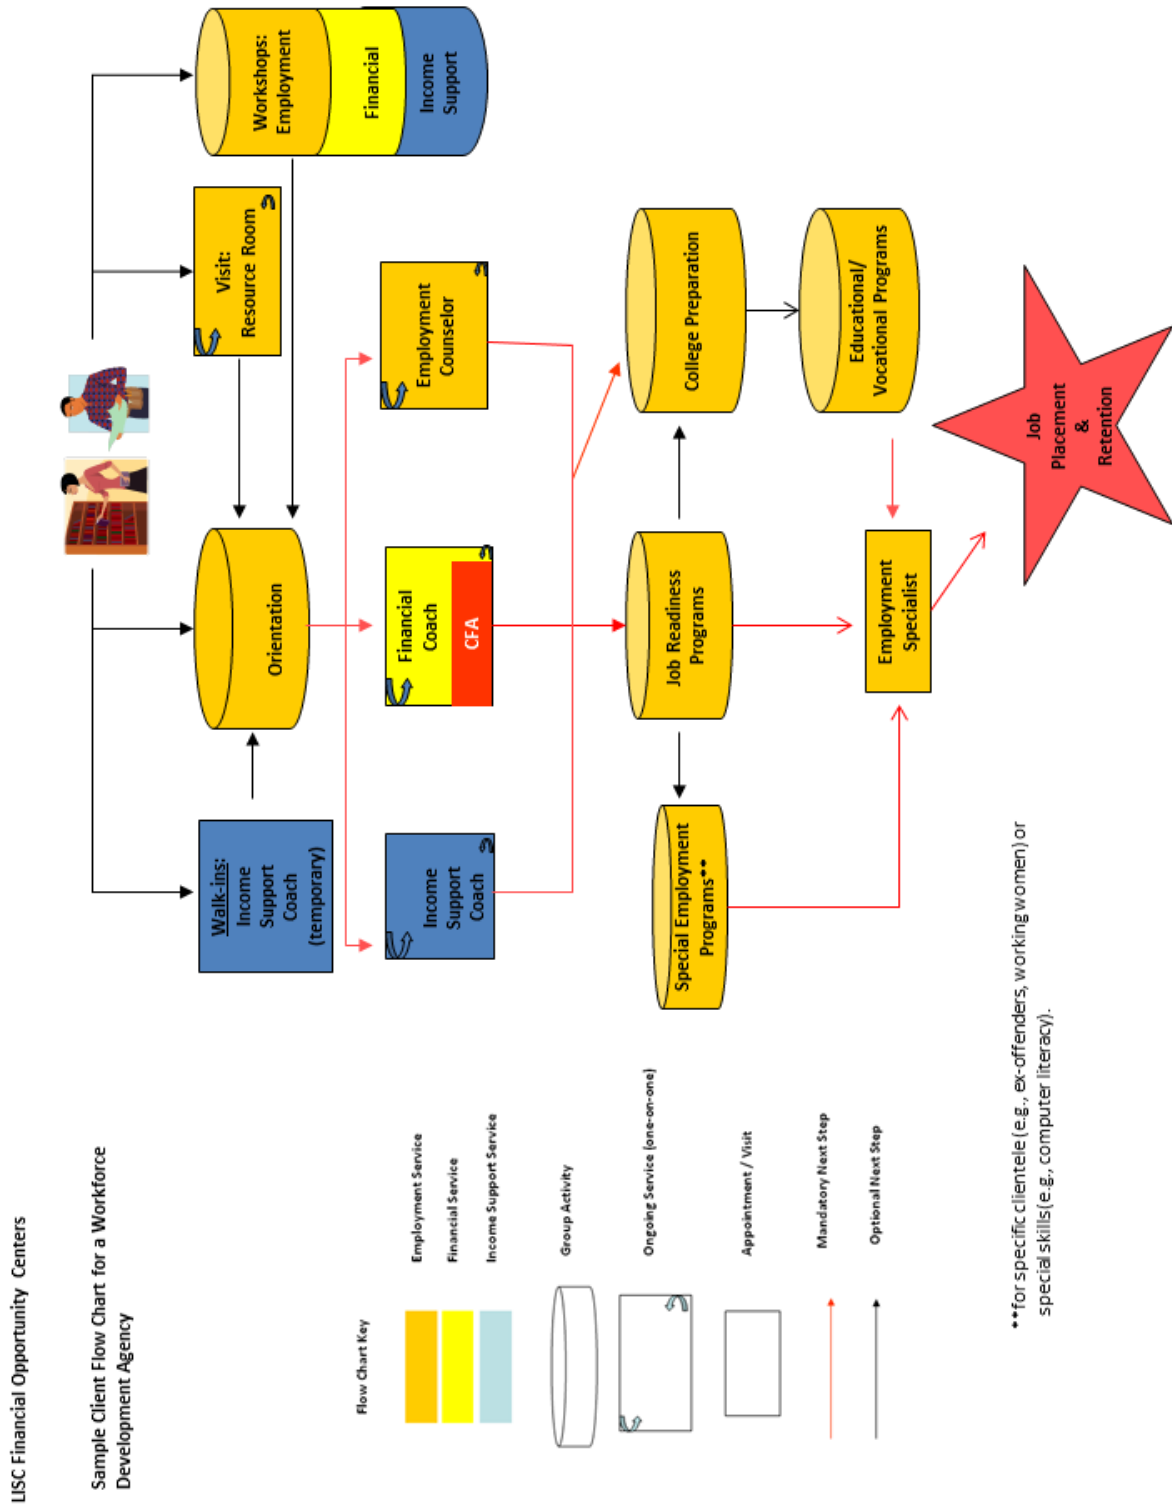 LISC Financial Opportunity Centers
Sample Client Flow Chart for a Workforce
Development Agency
Walk-ins:
Income
Support
Coach
(temporary)
Orientation
Visit:
Resource Room
Workshops:
Employment
Financial
Income
Support
Income
Support
Coach
Financial
Coach
CFA
Employment
Counselor
Special Employment
Programs**
Job Readiness
Programs
College Preparation
Educational/
Vocational Programs
Employment
Specialist
Job
Placement
&
Retention
Flow Chart Key
Employment Service
Financial Service
Income Support Service
Group Activity
Ongoing Service (one-on-one)
Appointment / Visit
Mandatory Next Step
Optional Next Step
**for specific clientele (e.g., ex-offenders, working women) or
special skills (e.g., computer literacy).